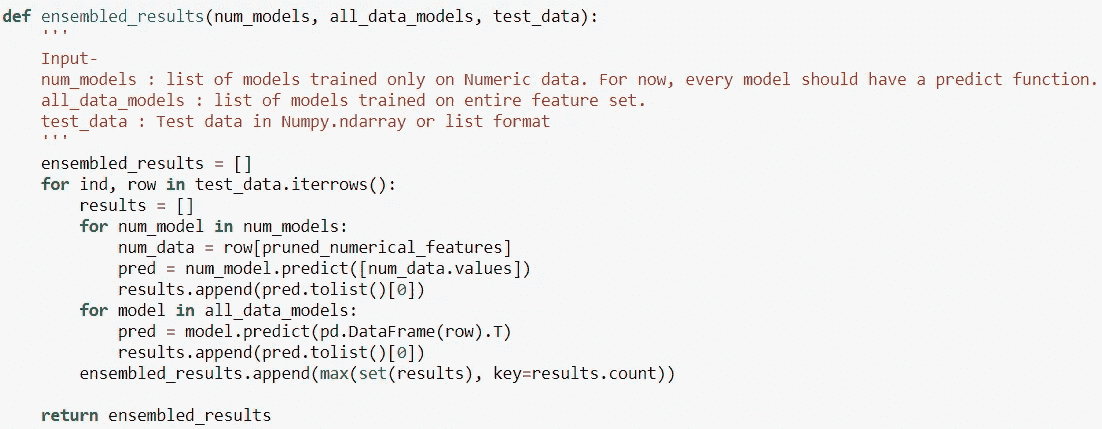 def ensembled_results(num_models, all_data_models, test_data):
    '''
    Input-
    num_models : list of models trained only on Numeric data. For now, every model should have a predict function.
    all_data_models : list of models trained on entire feature set.
    test_data : Test data in Numpy.ndarray or list format
    '''
    ensembled_results = []
    for ind, row in test_data.iterrows():
        results = []
        for num_model in num_models:
            num_data = row[pruned_numerical_features]
            pred = num_model.predict([num_data.values])
            results.append(pred.tolist()[0])
        for model in all_data_models:
            pred = model.predict(pd.DataFrame(row).T)
            results.append(pred.tolist()[0])
        ensembled_results.append(max(set(results), key=results.count))

    return ensembled_results